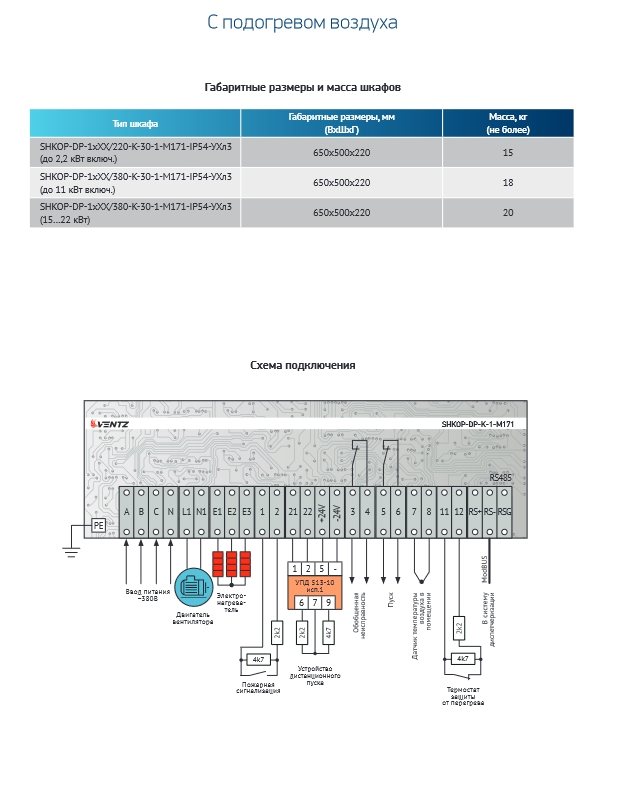 С подогревом воздуха
Габаритные размеры и масса шкафов
Тип шкафа
Габаритные размеры, мм
(ВхШхГ)
Масса, кг
(не более)
SHKOP-DP-1xXX/220-K-30-1-M171-IP54-УХл3
(до 2,2 кВт включ.)
650x500x220
15
SHKOP-DP-1xXX/380-K-30-1-M171-IP54-УХл3
(до 11 кВт включ.)
650x500x220
18
SHKOP-DP-1xXX/380-K-30-1-M171-IP54-УХл3
(15...22 кВт)
650x500x220
20
Схема подключения
VENTZ
SHKOP-DP-K-1-M171
RS485
A B C N L1 N1 E1 E2 E3 1 2 21 22 +24V -24V 3 4 5 6 7 8 11 12 RS+ RS- RSG
PE
1 2 5 -
УПД 513-10
исп.1
6 7 9
Ввод питания
~380В
Двигатель
вентилятора
Электро-
нагрева-
тель
2k2
4k7
Пожарная
сигнализация
2k2
4k7
Устройство
дистанционного
пуска
Обобщенная
неисправность
Пуск
Датчик температуры
воздуха в
помещении
2k2
4k7
Термостат
защиты
от перегрева
ModBUS
В систему
диспетчеризации